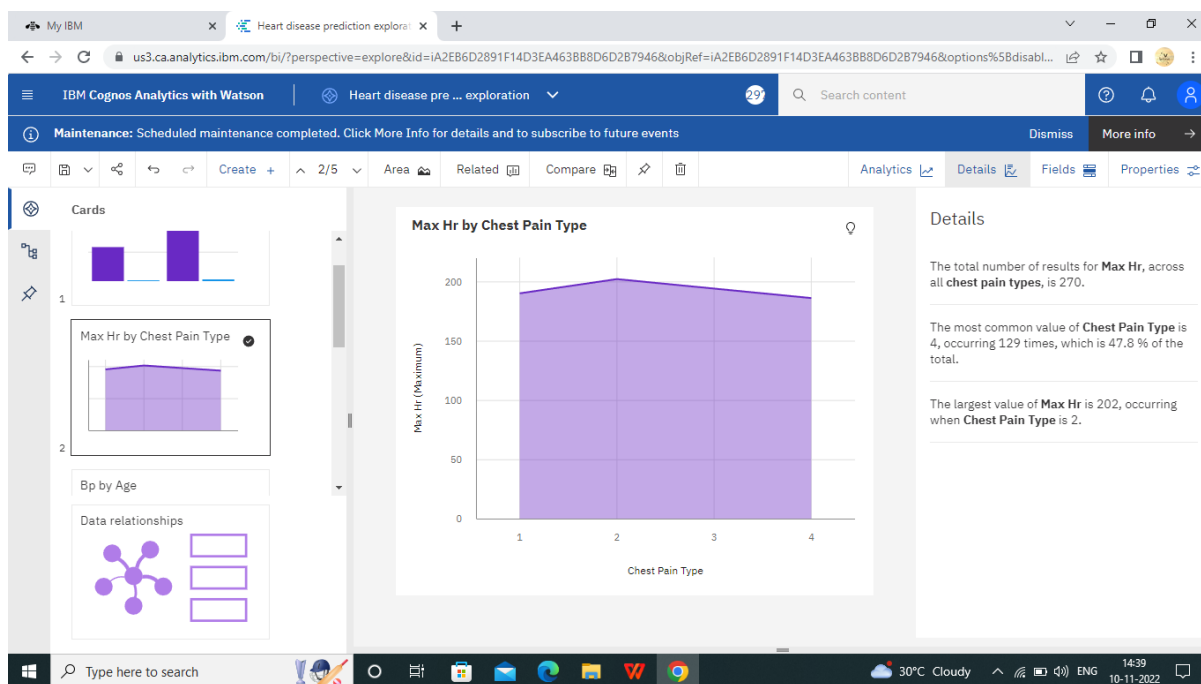 My IBM
Heart disease prediction explorat
us3.ca.analytics.ibm.com/bi/?perspective=explore&id=iA2EB6D2891F14D3EA463BB8D6D2B7946&objRef=iA2EB6D2891F14D3EA463BB8D6D2B7946&options%5Bdisabl...
IBM Cognos Analytics with Watson
Heart disease pre ... exploration
Search content
Maintenance: Scheduled maintenance completed. Click More Info for details and to subscribe to future events
Dismiss
More info
Create
2/5
Area
Related
Compare
Analytics
Details
Fields
Properties
Cards
1
Max Hr by Chest Pain Type
2
Bp by Age
Data relationships
Max Hr by Chest Pain Type
Max Hr (Maximum)
200
150
100
50
0
1 2 3 4
Chest Pain Type
Details
The total number of results for Max Hr, across
all chest pain types, is 270.
The most common value of Chest Pain Type is
4, occurring 129 times, which is 47.8 % of the
total.
The largest value of Max Hr is 202, occurring
when Chest Pain Type is 2.
Type here to search
30°C Cloudy
ENG
14:39
10-11-2022